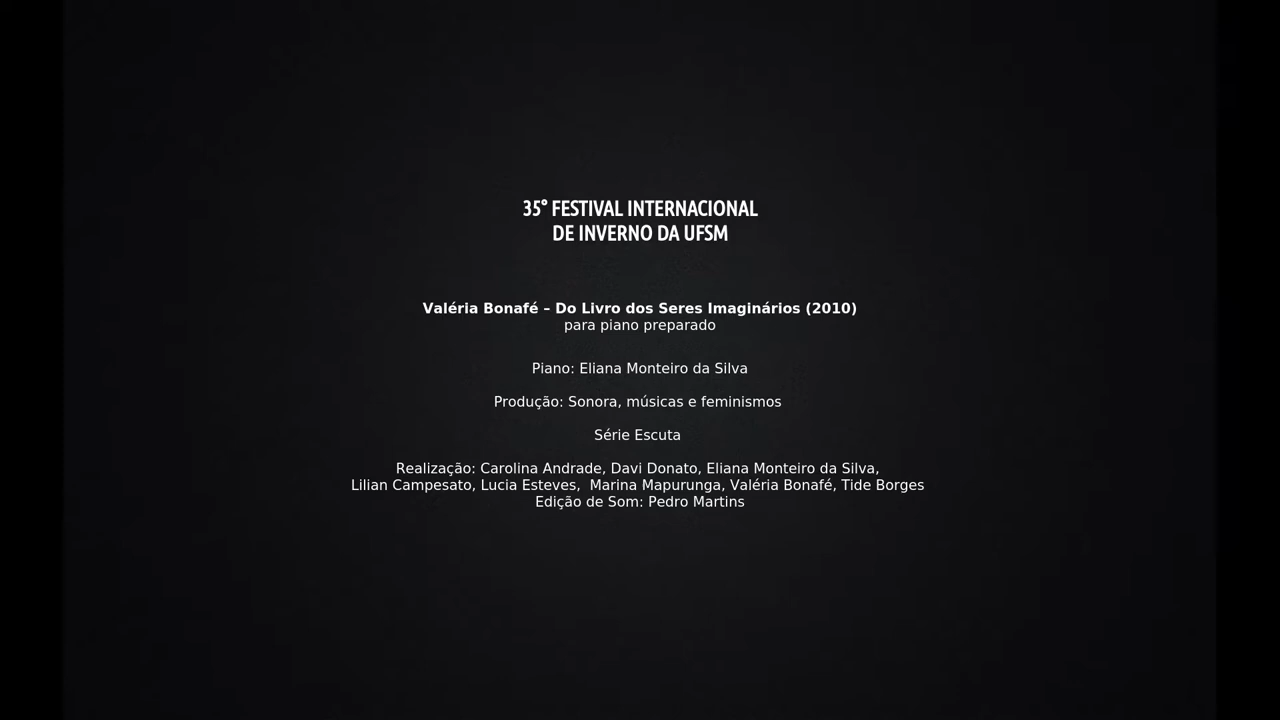 35° FESTIVAL INTERNACIONAL
DE INVERNO DA UFSM
Valéria Bonafé – Do Livro dos Seres Imaginários (2010)
para piano preparado
Piano: Eliana Monteiro da Silva
Produção: Sonora, músicas e feminismos
Série Escuta
Realização: Carolina Andrade, Davi Donato, Eliana Monteiro da Silva,
Lilian Campesato, Lucia Esteves,  Marina Mapurunga, Valéria Bonafé, Tide Borges
Edição de Som: Pedro Martins